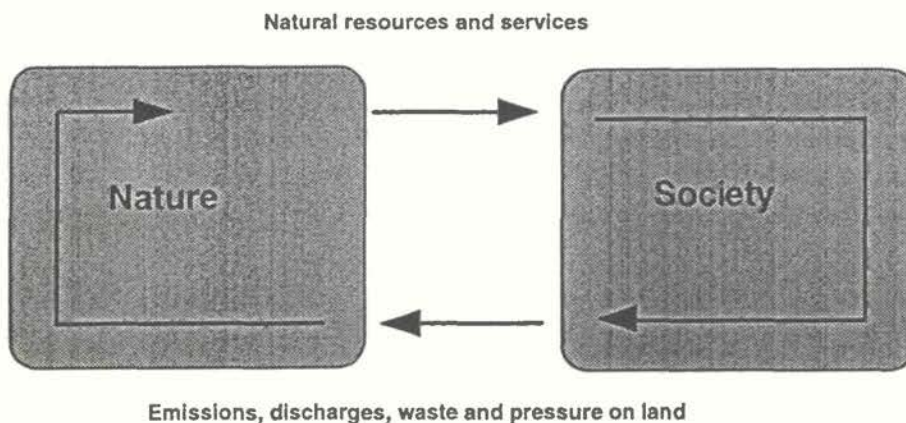 Natural resources and services
Nature
Society
Emissions, discharges, waste and pressure on land